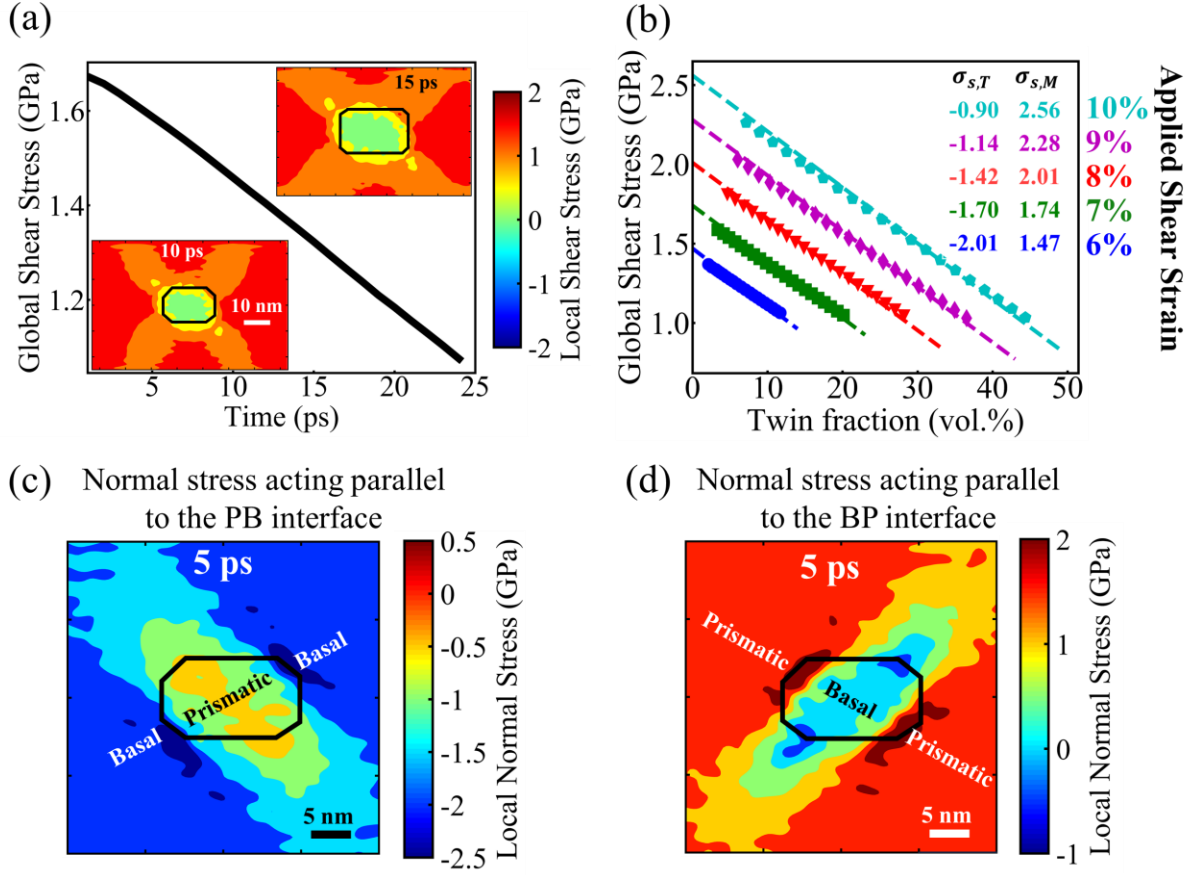 (a)
Global Shear Stress (GPa)
1.6
1.4
1.2
15 ps
10 ps
10 nm
5
10
15
20
25
Time (ps)
2
1
0
-1
-2
Local Shear Stress (GPa)
(b)
Global Shear Stress (GPa)
2.5
2.0
1.5
1.0
σs,T σs,M
-0.90 2.56 10%
-1.14 2.28 9%
-1.42 2.01 8%
-1.70 1.74 7%
-2.01 1.47 6%
Applied Shear Strain
0 10 20 30 40 50
Twin fraction (vol.%)
(c)
Normal stress acting parallel
to the PB interface
5 ps
Basal
Prismatic
Basal
5 nm
0.5
0
-0.5
-1
-1.5
-2
-2.5
Local Normal Stress (GPa)
(d)
Normal stress acting parallel
to the BP interface
5 ps
Prismatic
Basal
Prismatic
5 nm
2
1
0
-1
Local Normal Stress (GPa)